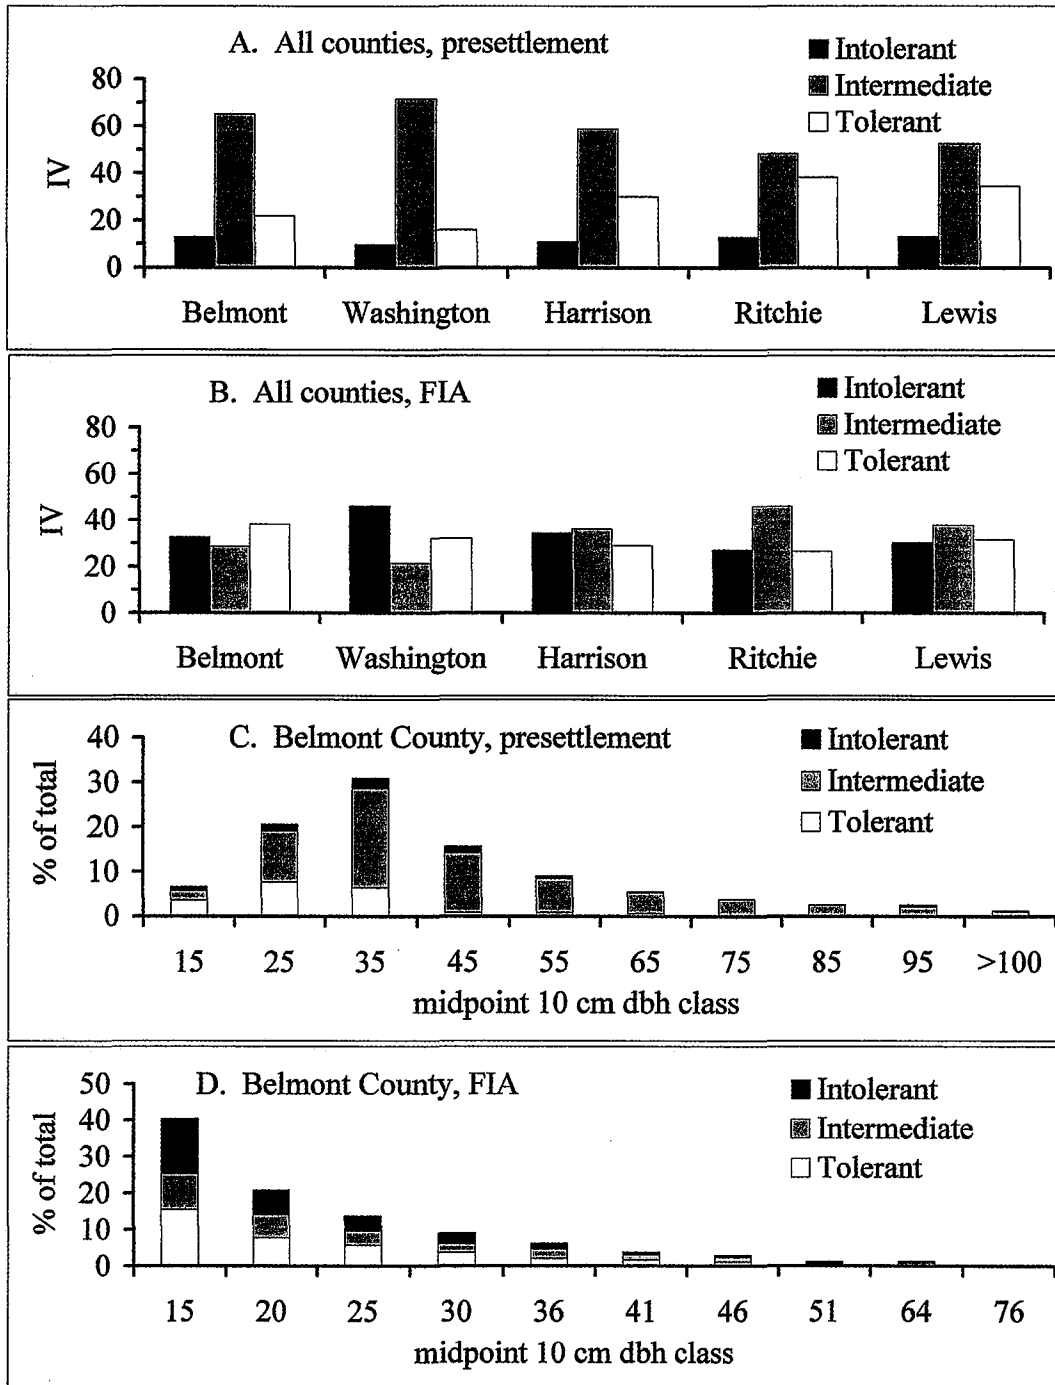 A. All counties, presettlement
Intolerant
Intermediate
Tolerant
80
60
40
20
0
IV
Belmont Washington Harrison Ritchie Lewis
B. All counties, FIA
Intolerant
Intermediate
Tolerant
80
60
40
20
0
IV
Belmont Washington Harrison Ritchie Lewis
C. Belmont County, presettlement
Intolerant
Intermediate
Tolerant
40
30
20
10
0
% of total
15 25 35 45 55 65 75 85 95 >100
midpoint 10 cm dbh class
D. Belmont County, FIA
Intolerant
Intermediate
Tolerant
50
40
30
20
10
0
% of total
15 20 25 30 36 41 46 51 64 76
midpoint 10 cm dbh class